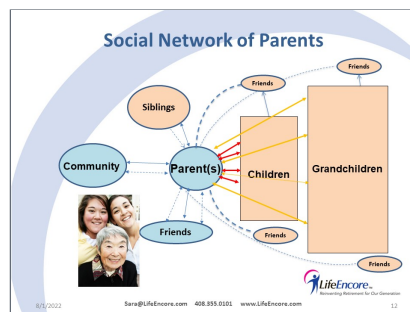 Social Network of Parents
Friends
Friends
Siblings
Community
Parent(s)
Children
Grandchildren
Friends
Friends
Friends
LifeEncore
Reinventing Retirement for Our Generation
8/1/2022
Sara@LifeEncore.com 408.355.0101 www.LifeEncore.com
12